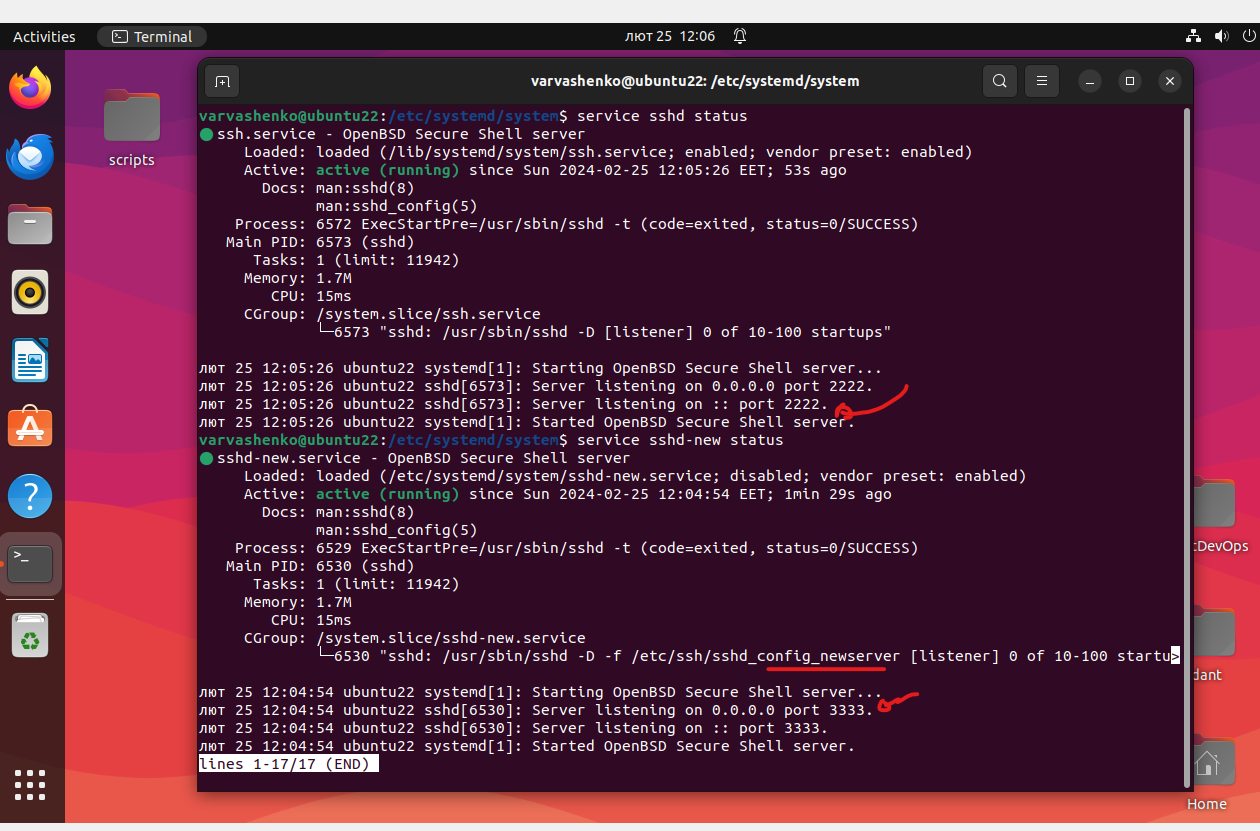 Activities
Terminal
лют 25 12:06
varvashenko@ubuntu22: /etc/systemd/system
scripts
varvashenko@ubuntu22:/etc/systemd/system$ service sshd status
ssh.service - OpenBSD Secure Shell server
Loaded: loaded (/lib/systemd/system/ssh.service; enabled; vendor preset: enabled)
Active: active (running) since Sun 2024-02-25 12:05:26 EET; 53s ago
Docs: man:sshd(8)
man:sshd_config(5)
Process: 6572 ExecStartPre=/usr/sbin/sshd -t (code=exited, status=0/SUCCESS)
Main PID: 6573 (sshd)
Tasks: 1 (limit: 11942)
Memory: 1.7M
CPU: 15ms
CGroup: /system.slice/ssh.service
└─6573 "sshd: /usr/sbin/sshd -D [listener] 0 of 10-100 startups"
лют 25 12:05:26 ubuntu22 systemd[1]: Starting OpenBSD Secure Shell server...
лют 25 12:05:26 ubuntu22 sshd[6573]: Server listening on 0.0.0.0 port 2222.
лют 25 12:05:26 ubuntu22 sshd[6573]: Server listening on :: port 2222.
лют 25 12:05:26 ubuntu22 systemd[1]: Started OpenBSD Secure Shell server.
varvashenko@ubuntu22:/etc/systemd/system$ service sshd-new status
sshd-new.service - OpenBSD Secure Shell server
Loaded: loaded (/etc/systemd/system/sshd-new.service; disabled; vendor preset: enabled)
Active: active (running) since Sun 2024-02-25 12:04:54 EET; 1min 29s ago
Docs: man:sshd(8)
man:sshd_config(5)
Process: 6529 ExecStartPre=/usr/sbin/sshd -t (code=exited, status=0/SUCCESS)
Main PID: 6530 (sshd)
Tasks: 1 (limit: 11942)
Memory: 1.7M
CPU: 15ms
CGroup: /system.slice/sshd-new.service
└─6530 "sshd: /usr/sbin/sshd -D -f /etc/ssh/sshd_config_newserver [listener] 0 of 10-100 startu>
лют 25 12:04:54 ubuntu22 systemd[1]: Starting OpenBSD Secure Shell server...
лют 25 12:04:54 ubuntu22 sshd[6530]: Server listening on 0.0.0.0 port 3333.
лют 25 12:04:54 ubuntu22 sshd[6530]: Server listening on :: port 3333.
лют 25 12:04:54 ubuntu22 systemd[1]: Started OpenBSD Secure Shell server.
lines 1-17/17 (END)
tDevOps
dant
Home